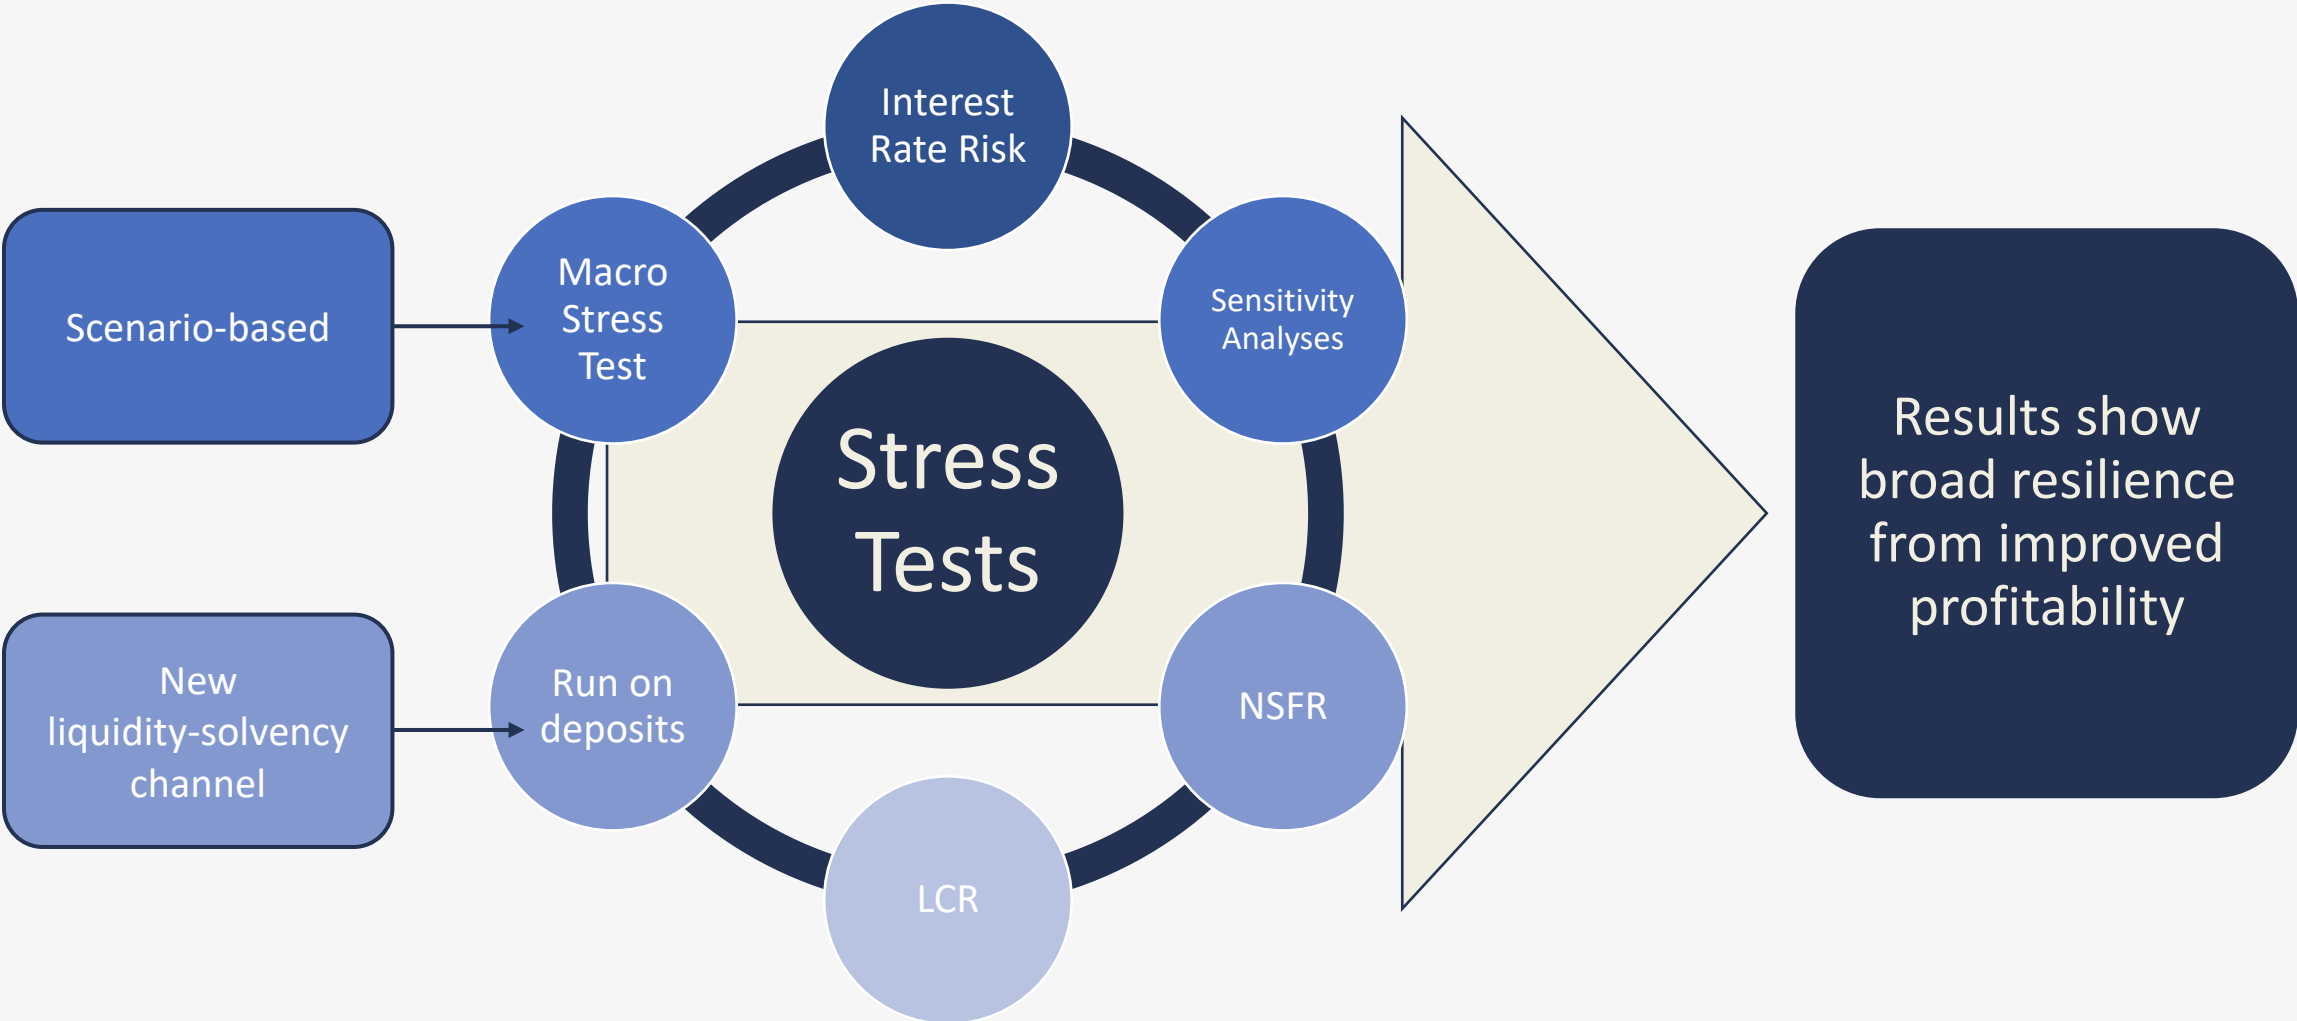 Interest
Rate Risk
Scenario-based
Macro
Stress
Test
Sensitivity
Analyses
Stress
Tests
Results show
broad resilience
from improved
profitability
New
liquidity-solvency
channel
Run on
deposits
NSFR
LCR